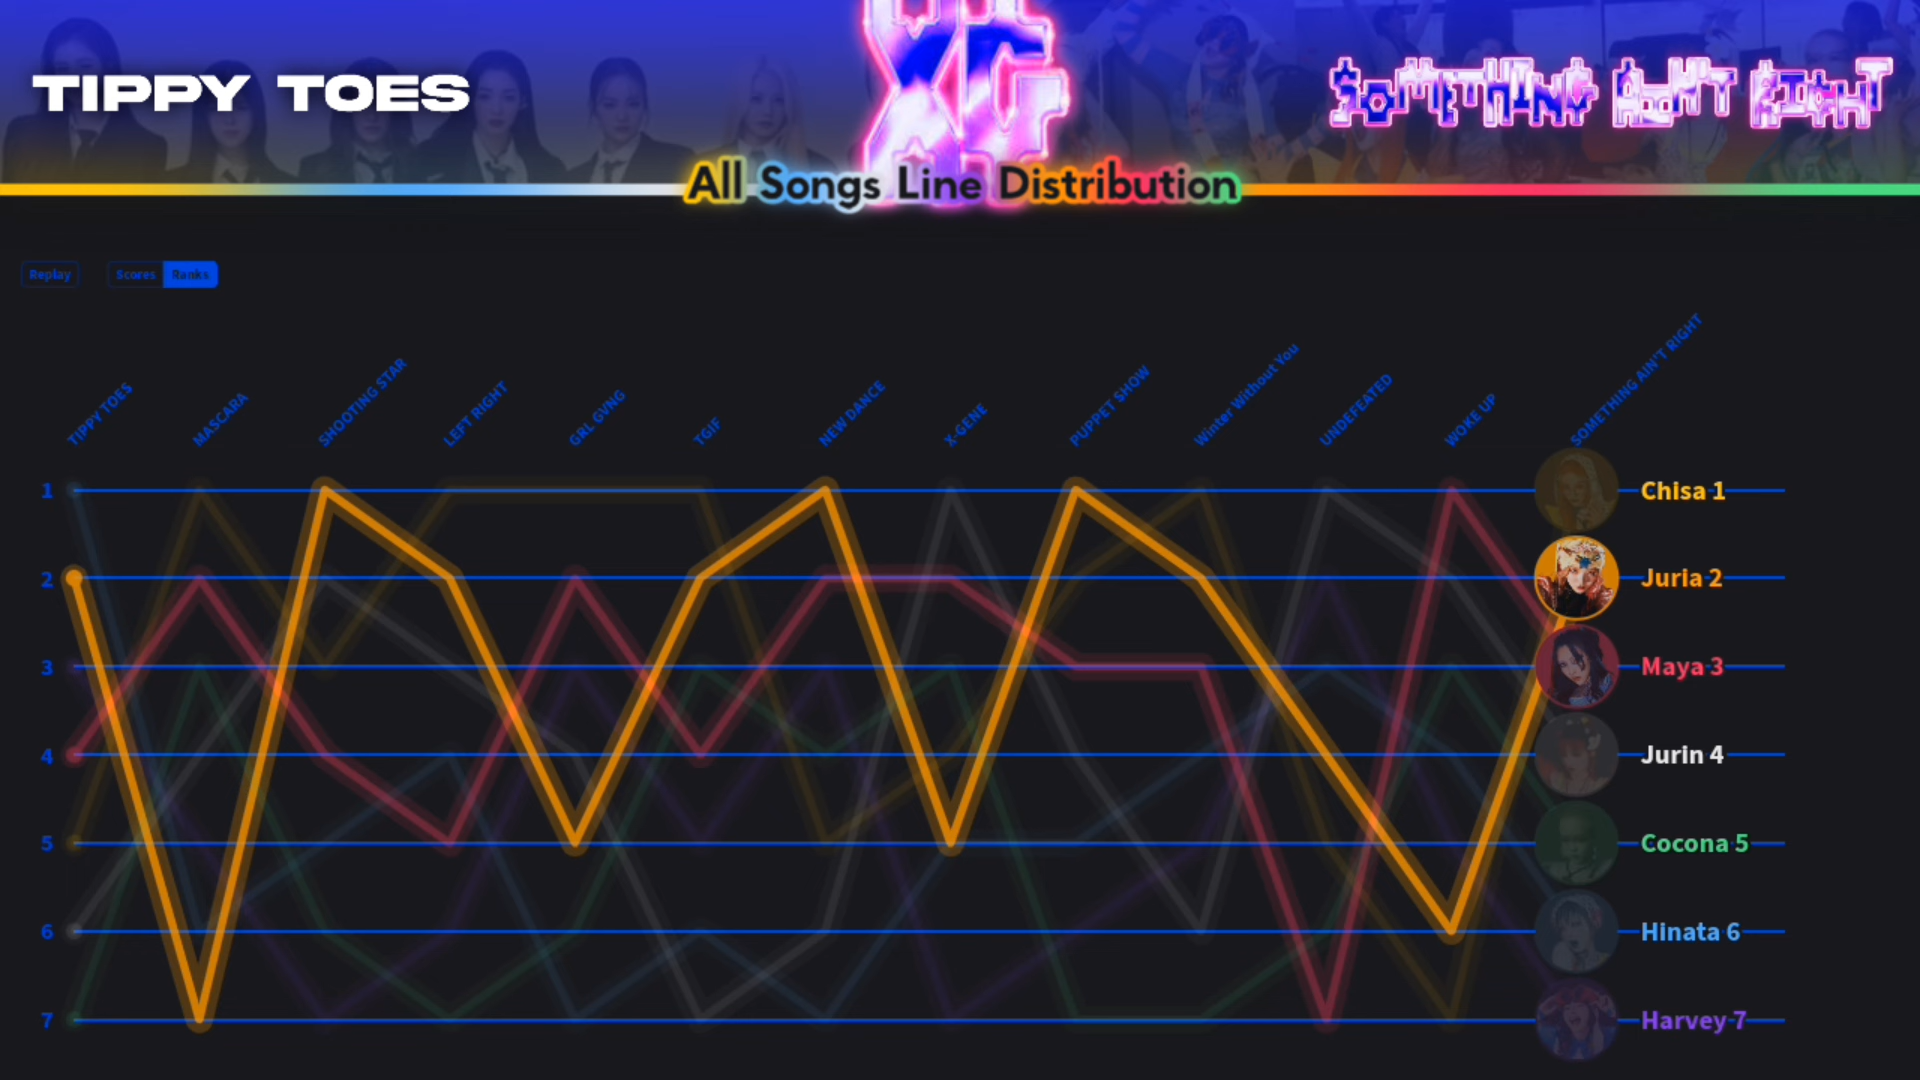 TIPPY TOES
XG
SOMETHING AIN'T RIGHT
All Songs Line Distribution
Replay
Scores
Ranks
TIPPY TOES
MASCARA
SHOOTING STAR
LEFT RIGHT
GRL GVNG
TGIF
NEW DANCE
X-GENE
PUPPET SHOW
Winter Without You
UNDEFEATED
WOKE UP
SOMETHING AIN'T RIGHT
1
2
3
4
5
6
7
Chisa 1
Juria 2
Maya 3
Jurin 4
Cocona 5
Hinata 6
Harvey 7